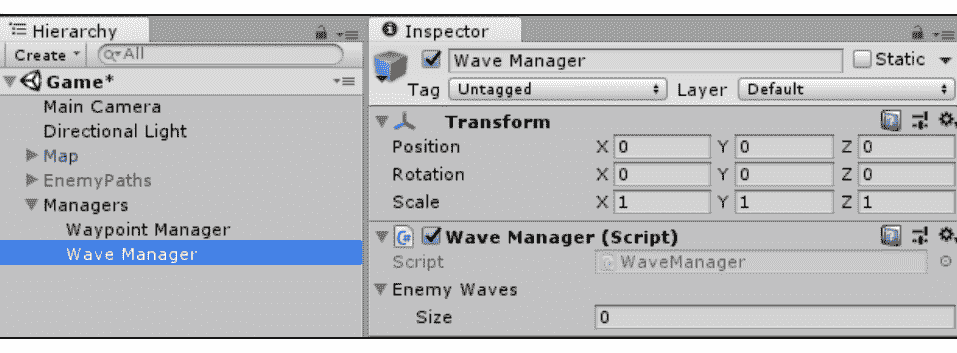 Hierarchy
Create All
Game*
Main Camera
Directional Light
Map
EnemyPaths
Managers
Waypoint Manager
Wave Manager
Inspector
Wave Manager Static
Tag Untagged Layer Default
Transform
Position X 0 Y 0 Z 0
Rotation X 0 Y 0 Z 0
Scale X 1 Y 1 Z 1
Wave Manager (Script)
Script WaveManager
Enemy Waves
Size 0